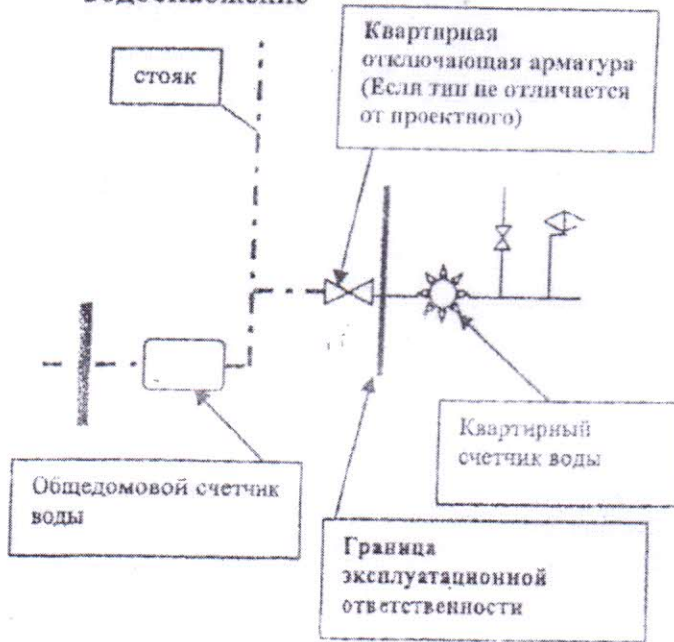 Водоснабжение
стояк
Квартирная
отключающая арматура
(Если тип не отличается
от проектного)
Квартирный
счетчик воды
Общедомовой счетчик
воды
Граница
эксплуатационной
ответственности